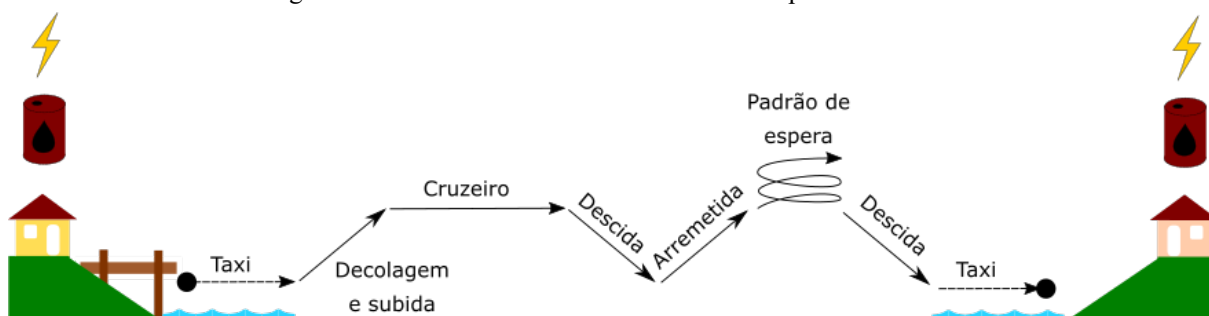 Padrão de
espera
Cruzeiro
Descida
Arremetida
Descida
Taxi
Decolagem
e subida
Taxi